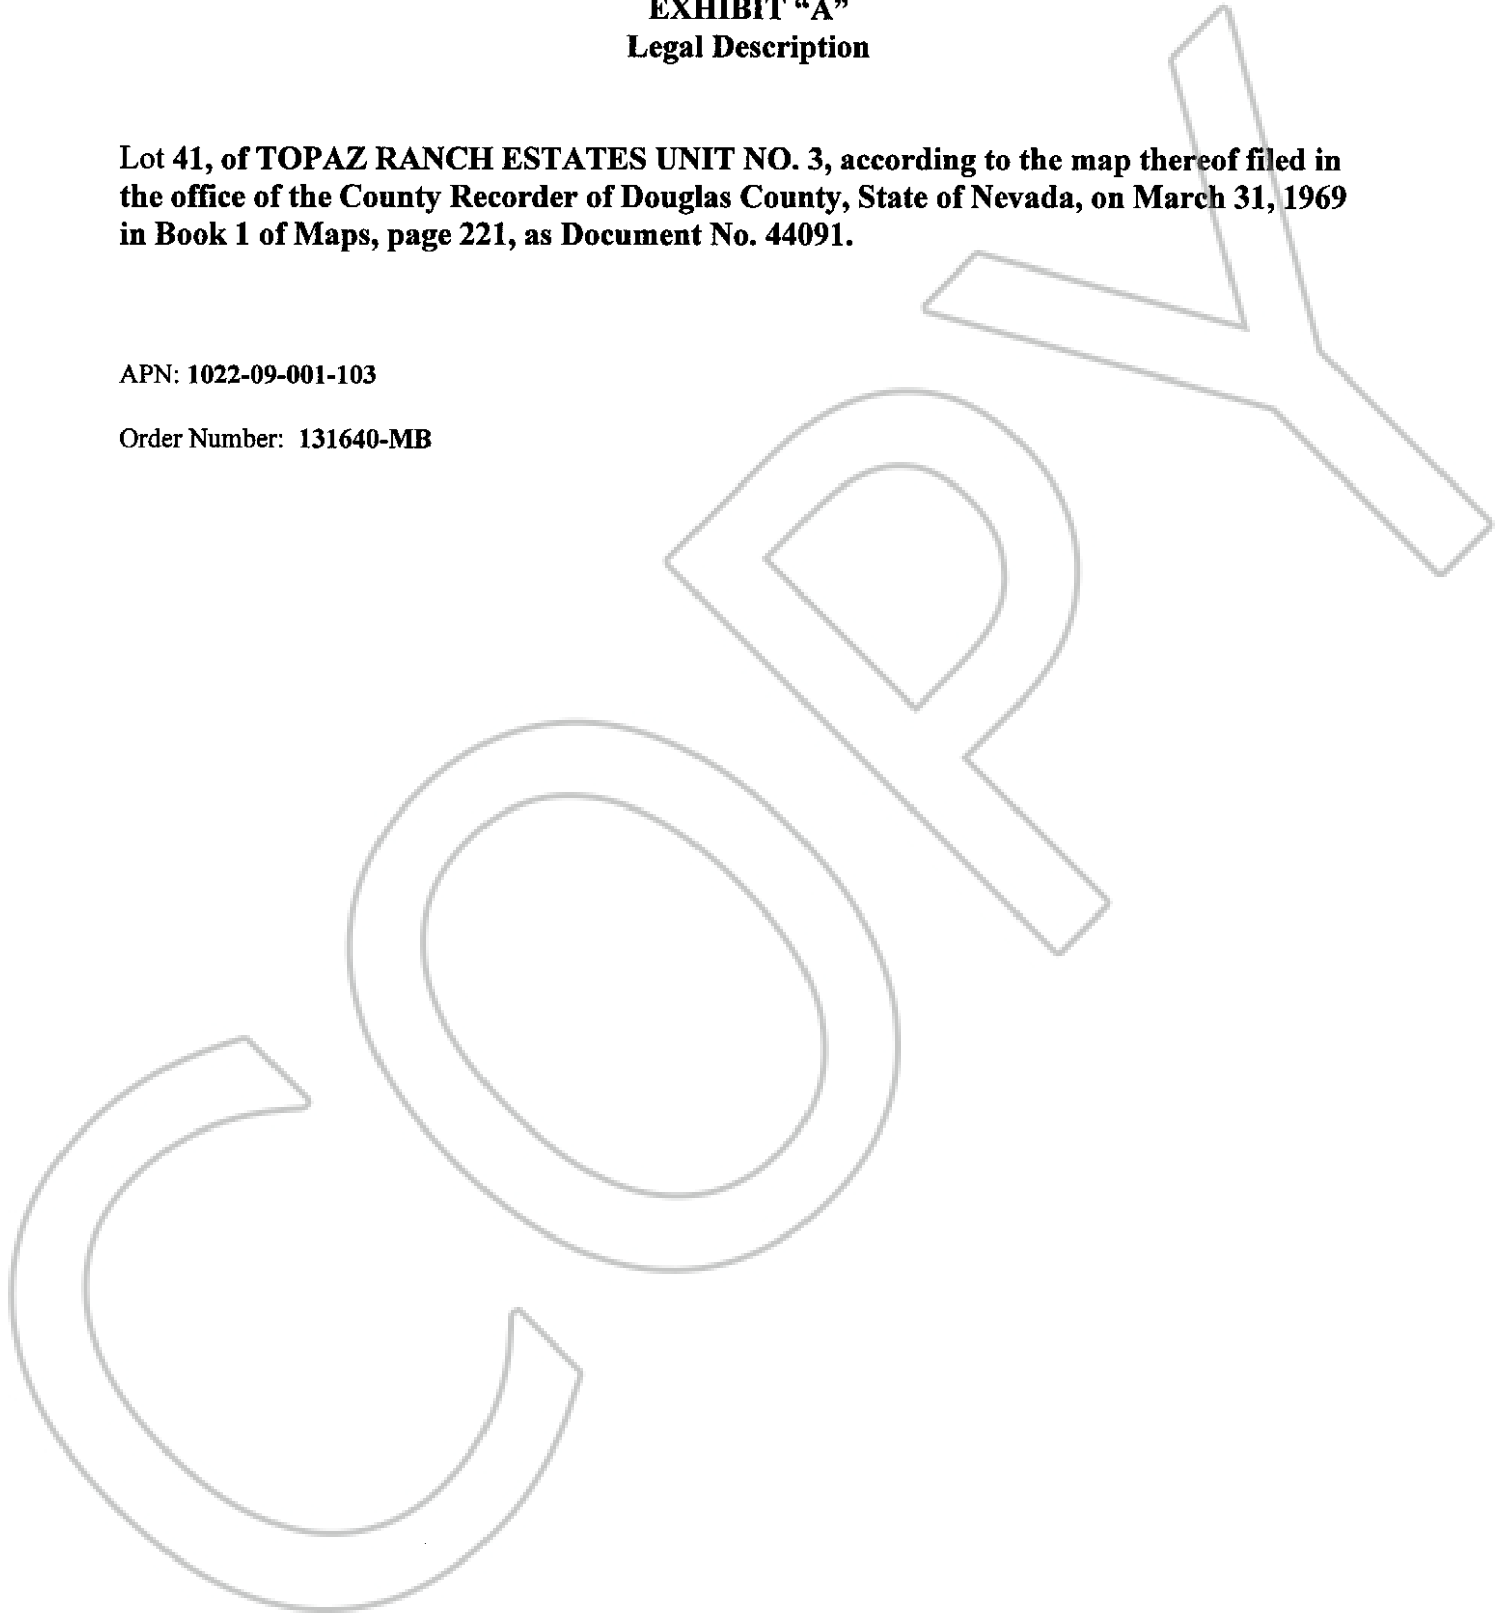 EXHIBIT “A”
Legal Description
Lot 41, of TOPAZ RANCH ESTATES UNIT NO. 3, according to the map thereof filed in
the office of the County Recorder of Douglas County, State of Nevada, on March 31, 1969
in Book 1 of Maps, page 221, as Document No. 44091.
APN: 1022-09-001-103
Order Number: 131640-MB
COPY